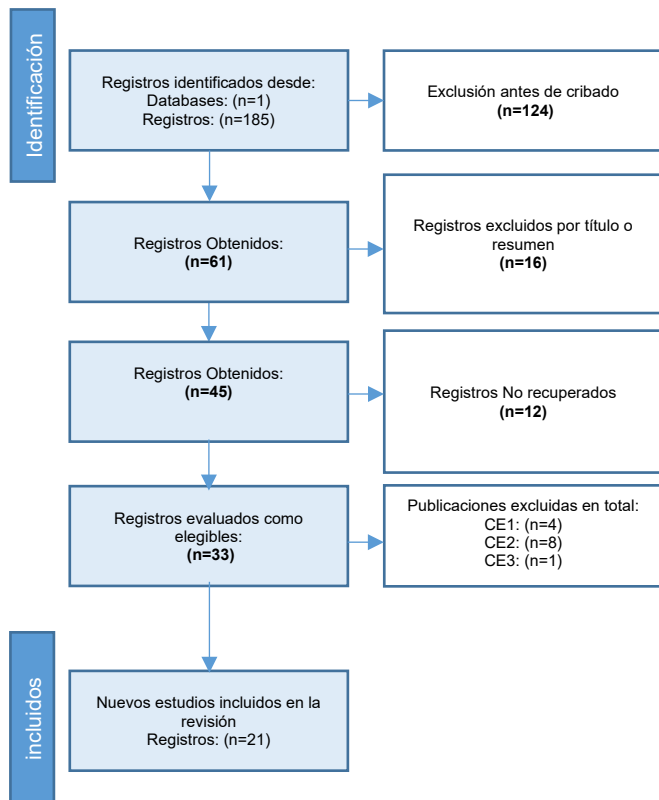 Identificación
Registros identificados desde:
Databases: (n=1)
Registros: (n=185)
Exclusión antes de cribado
(n=124)
Registros Obtenidos:
(n=61)
Registros excluidos por título o
resumen
(n=16)
Registros Obtenidos:
(n=45)
Registros No recuperados
(n=12)
Registros evaluados como
elegibles:
(n=33)
Publicaciones excluidas en total:
CE1: (n=4)
CE2: (n=8)
CE3: (n=1)
incluidos
Nuevos estudios incluidos en la
revisión
Registros: (n=21)